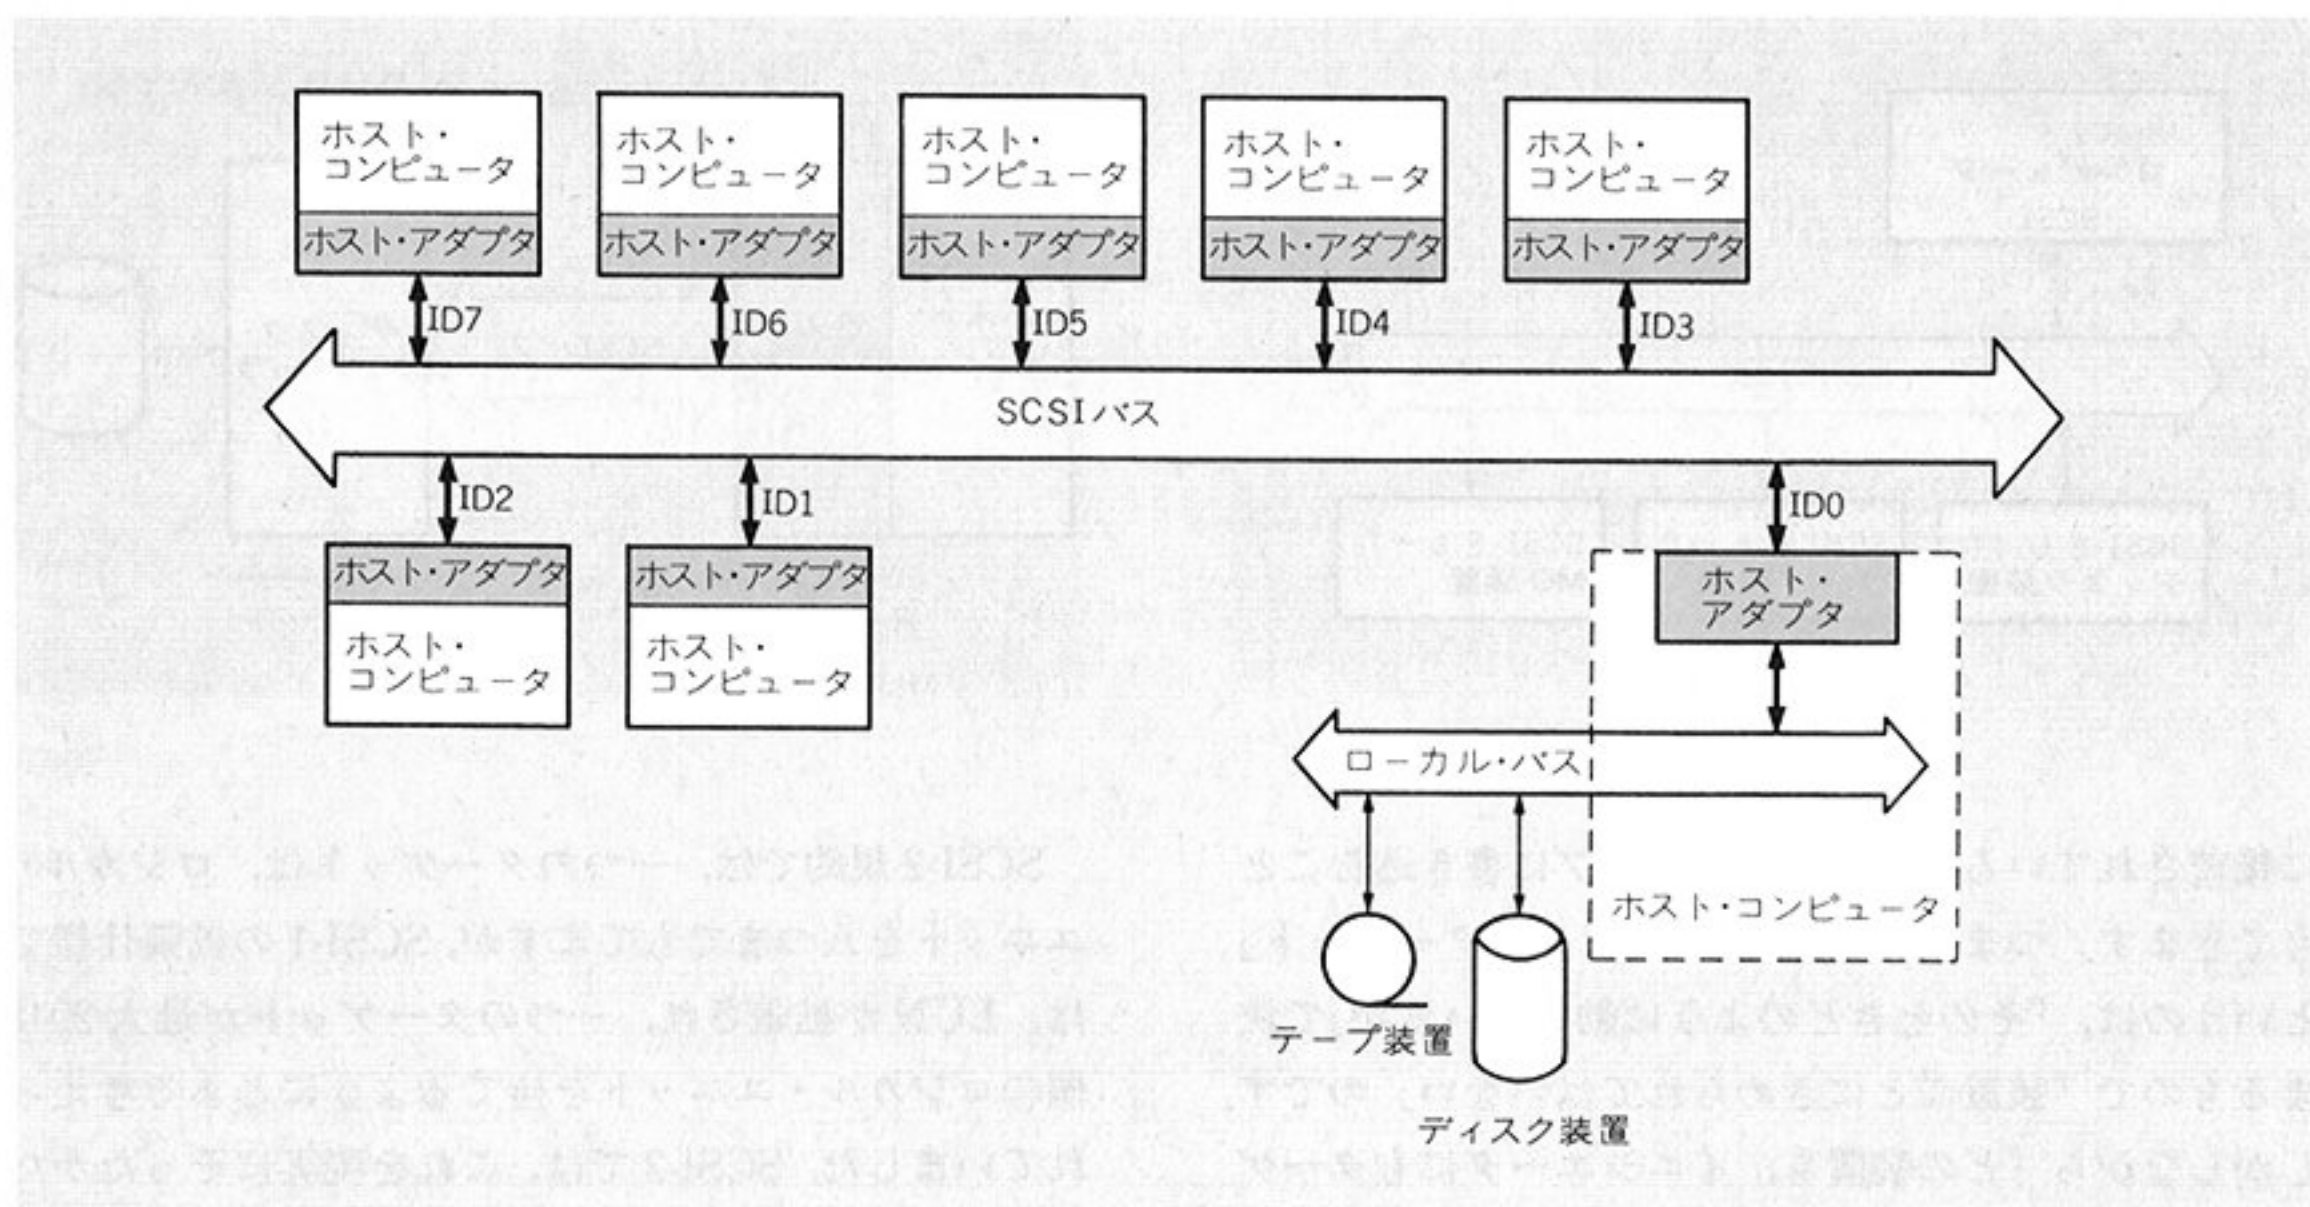 ホスト・
コンピュータ
ホスト・アダプタ
ID7
ホスト・
コンピュータ
ホスト・アダプタ
ID6
ホスト・
コンピュータ
ホスト・アダプタ
ID5
ホスト・
コンピュータ
ホスト・アダプタ
ID4
ホスト・
コンピュータ
ホスト・アダプタ
ID3
SCSIバス
ID2
ホスト・アダプタ
ホスト・
コンピュータ
ID1
ホスト・アダプタ
ホスト・
コンピュータ
ID0
ホスト・
アダプタ
ローカル・バス
ホスト・コンピュータ
テープ装置
ディスク装置